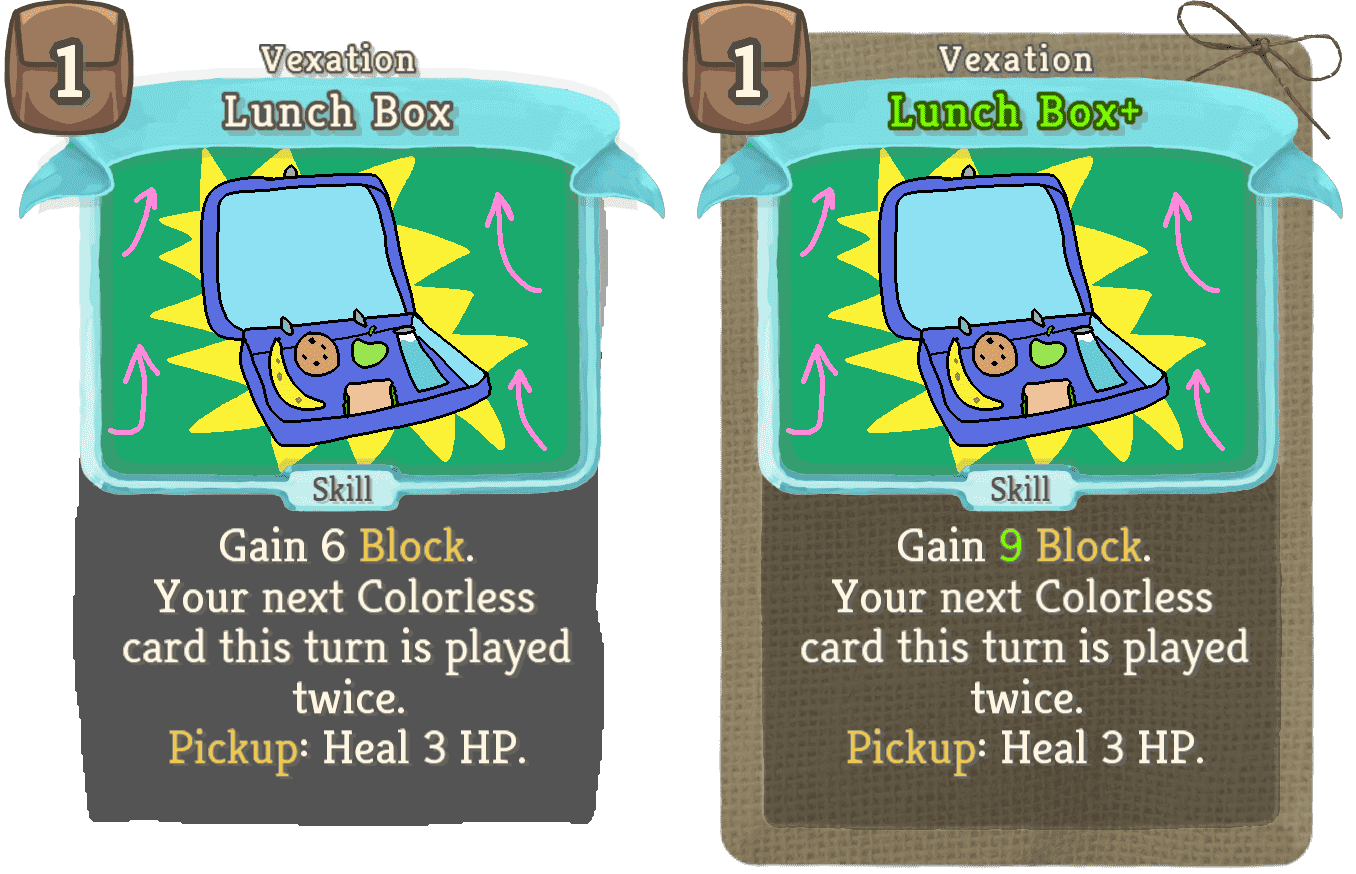 1
Vexation
Lunch Box
Skill
Gain 6 Block.
Your next Colorless
card this turn is played
twice.
Pickup: Heal 3 HP.
1
Vexation
Lunch Box+
Skill
Gain 9 Block.
Your next Colorless
card this turn is played
twice.
Pickup: Heal 3 HP.